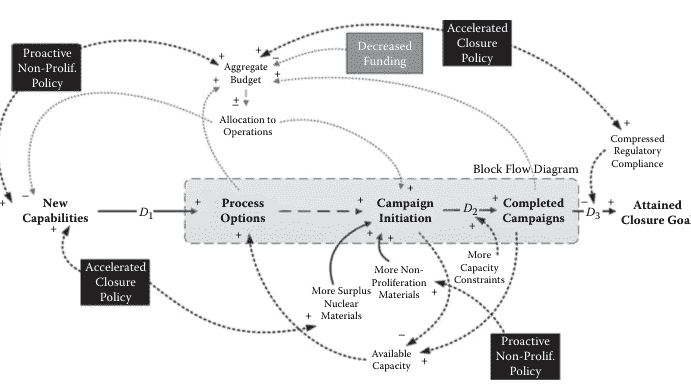 Proactive
Non-Prolif.
Policy
+
+
Aggregate
Budget
+
−
+
+
±
Decreased
Funding
Accelerated
Closure
Policy
+
Allocation to
Operations
+
Compressed
Regulatory
Compliance
Block Flow Diagram
+
−
New
Capabilities
+
D1
+
Process
Options
+
+
Campaign
Initiation
+
+
+
D2
+
+
Completed
Campaigns
−
D3
+
Attained
Closure Goal
Accelerated
Closure
Policy
+
More Surplus
Nuclear
Materials
More Non-
Proliferation
Materials
+
More
Capacity
Constraints
−
Available
Capacity
+
Proactive
Non-Prolif.
Policy